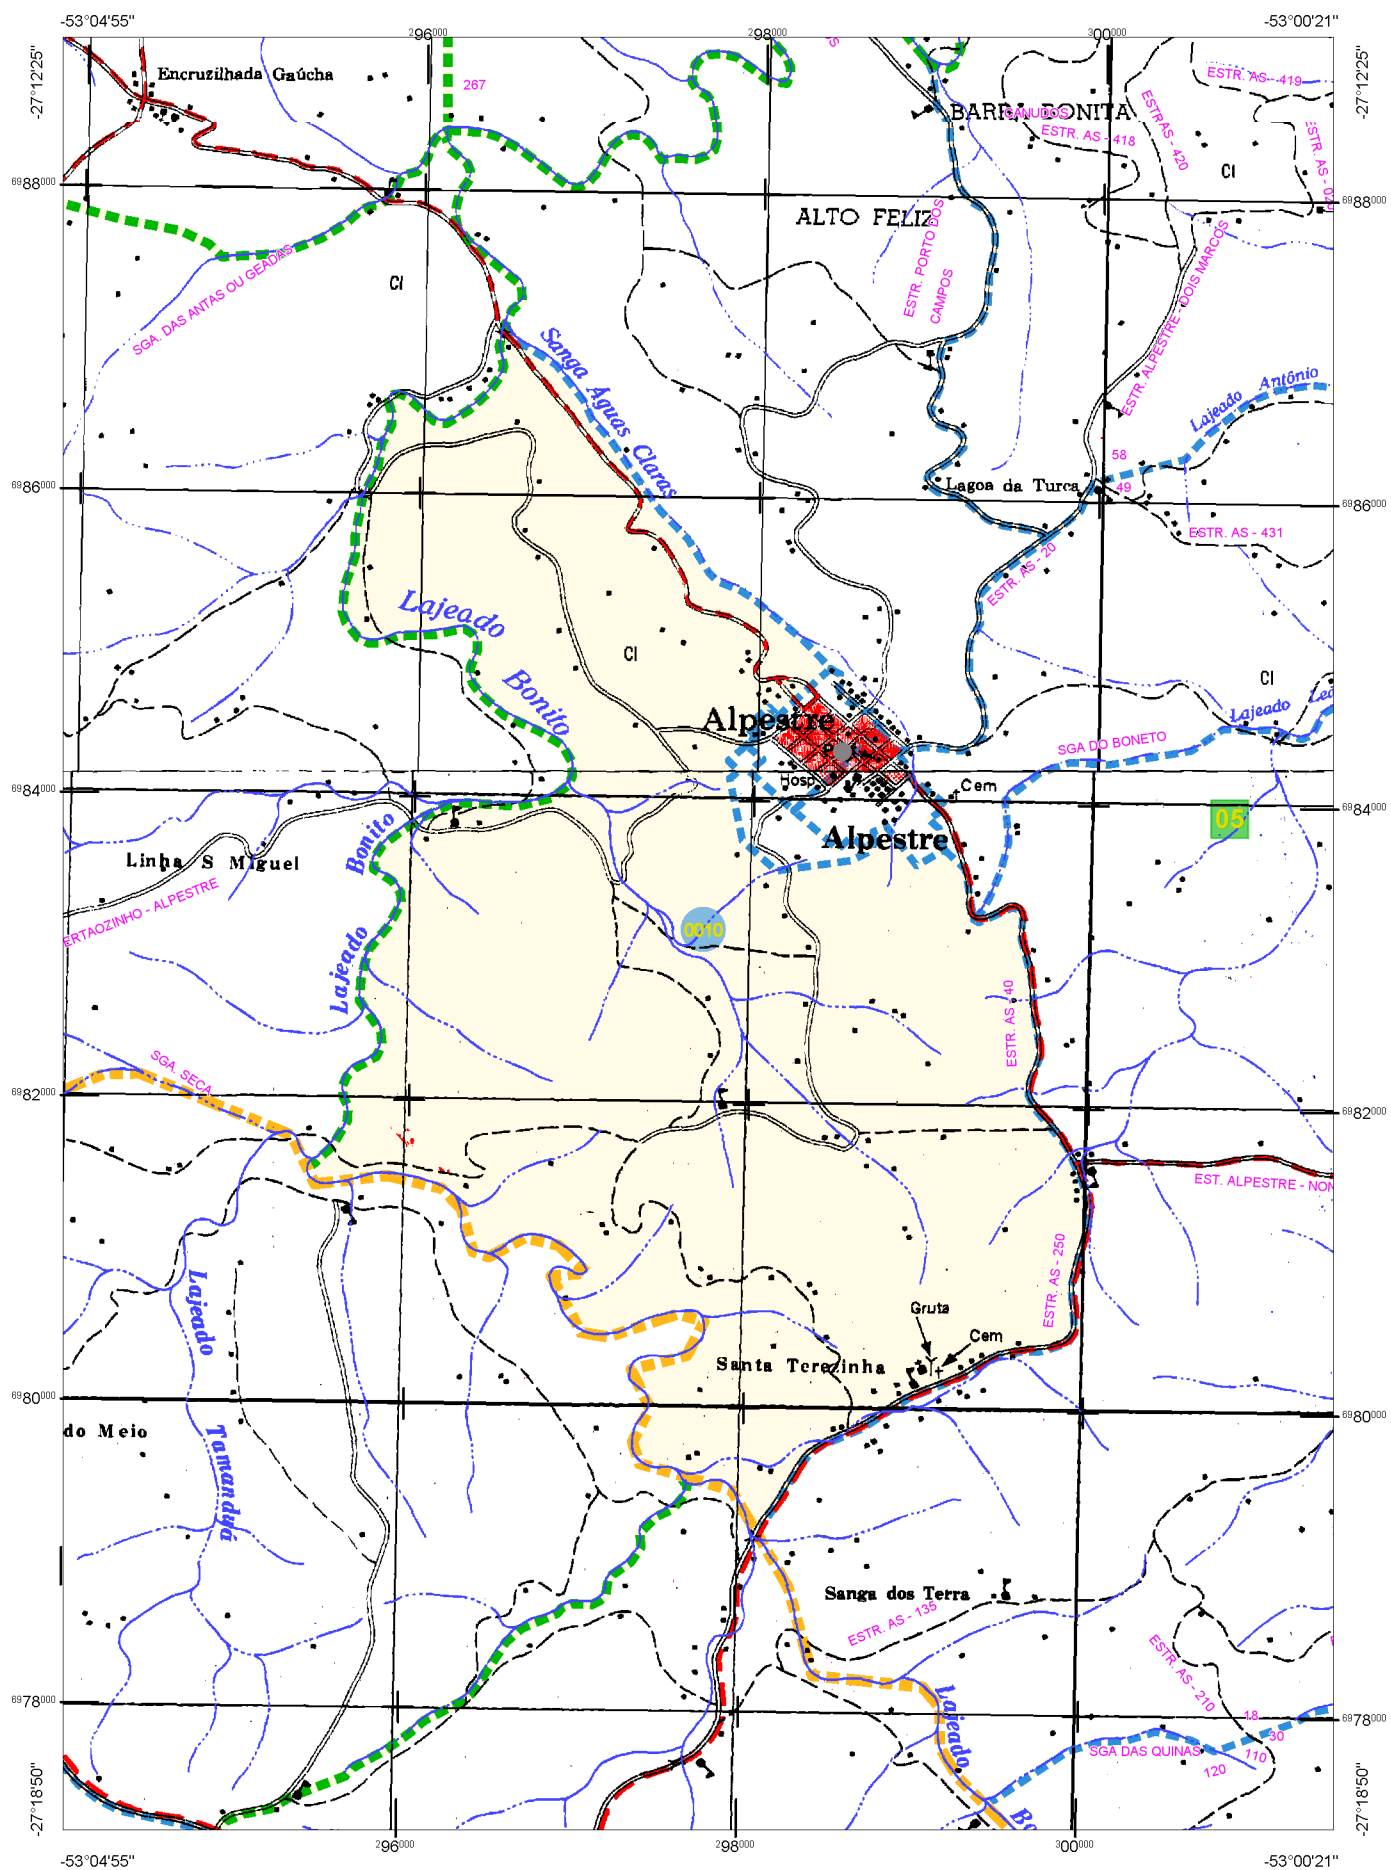 -53°04'55"
-53°00'21"
296000
298000
300000
-27°12'25"
-27°12'25"
Encruzilhada Gaúcha
267
BARRA BONITA
CANUDOS
ESTR. AS - 418
ESTR. AS - 419
ESTR. AS - 420
CI
6988000
6988000
ALTO FELIZ
ESTR. PORTO DOS
CAMPOS
SGA. DAS ANTAS OU GEADAS
CI
ESTR. ALPESTRE - DOIS MARCOS
Sanga Águas Claras
Lajeado Antônio
58
49
Lagoa da Turca
6986000
6986000
ESTR. AS - 431
ESTR. AS - 20
Lajeado
Bonito
CI
CI
Alpestre
Lajeado
SGA DO BONETO
Hosp
Cem
6984000
6984000
05
Alpestre
Bonito
Linha S Miguel
ERTAOZINHO - ALPESTRE
0010
Lajeado
ESTR. AS - 40
SGA. SECA
6982000
6982000
EST. ALPESTRE - NON
ESTR. AS - 250
Lajeado
Gruta
Cem
Santa Terezinha
6980000
6980000
do Meio
Tamanduá
Sanga dos Terra
ESTR. AS - 135
ESTR. AS - 210
Lajeado
6978000
6978000
18
30
SGA DAS QUINAS
110
120
Bo
-27°18'50"
-27°18'50"
296000
298000
300000
-53°04'55"
-53°00'21"